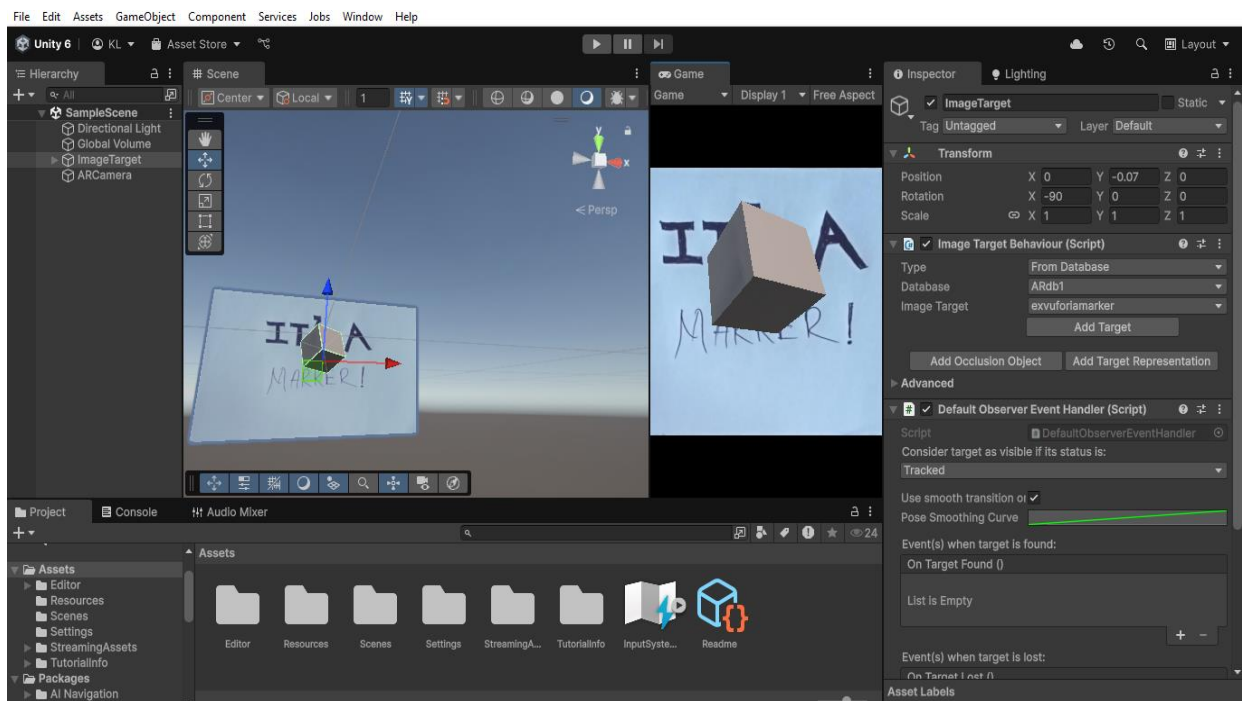 File Edit Assets GameObject Component Services Jobs Window Help
Unity 6 KL Asset Store Layout
Hierarchy
All
SampleScene
Directional Light
Global Volume
ImageTarget
ARCamera
# Scene
Center Local 1
y
x
< Persp
IT'S A
MARKER!
Game
Game Display 1 Free Aspect
IT' A
MARKER!
Inspector Lighting
ImageTarget Static
Tag Untagged Layer Default
Transform
Position X 0 Y -0.07 Z 0
Rotation X -90 Y 0 Z 0
Scale X 1 Y 1 Z 1
Image Target Behaviour (Script)
Type From Database
Database ARdb1
Image Target exvuforiamarker
Add Target
Add Occlusion Object Add Target Representation
Advanced
# Default Observer Event Handler (Script)
Script DefaultObserverEventHandler
Consider target as visible if its status is:
Tracked
Use smooth transition or
Pose Smoothing Curve
Event(s) when target is found:
On Target Found ()
List is Empty
+ -
Event(s) when target is lost:
On Target Lost ()
Asset Labels
Project Console Audio Mixer
24
Assets
Editor
Resources
Scenes
Settings
StreamingAssets
TutorialInfo
Packages
AI Navigation
Assets
Editor Resources Scenes Settings StreamingA... TutorialInfo InputSyste... Readme